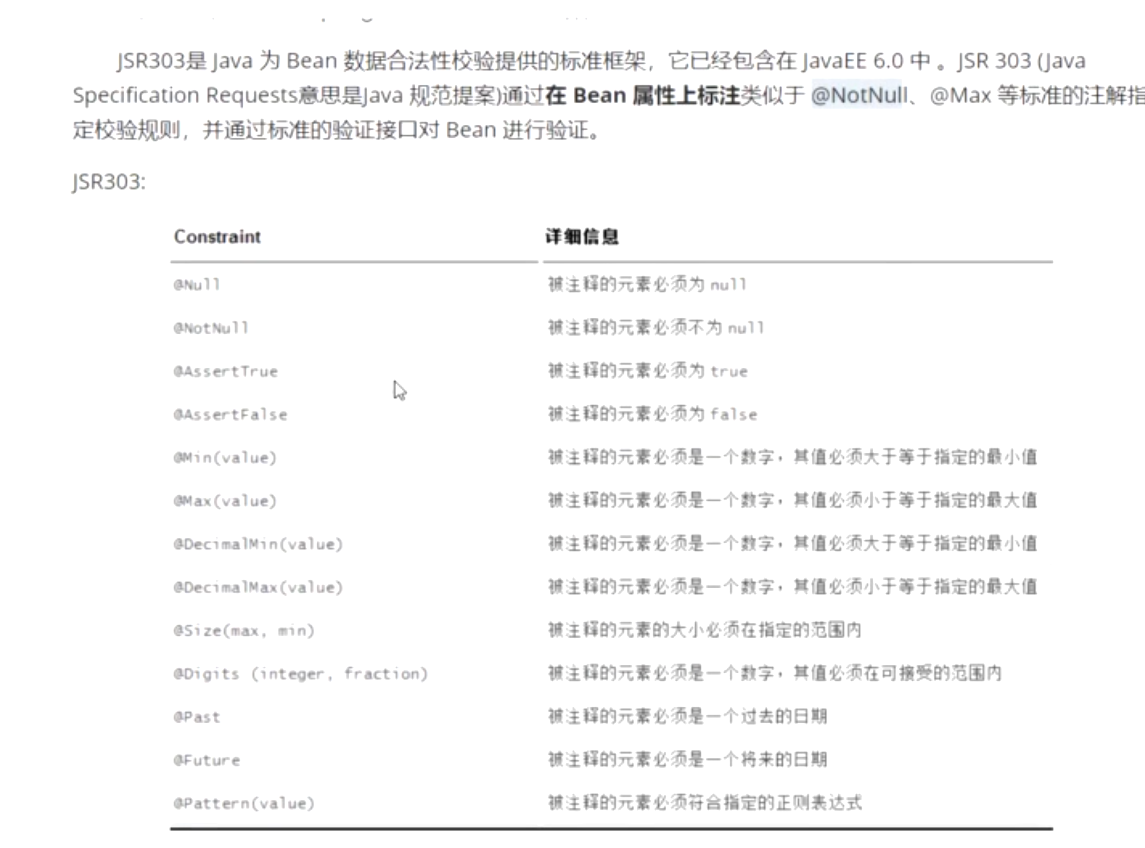 JSR303是 Java 为 Bean 数据合法性校验提供的标准框架，它已经包含在 JavaEE 6.0 中 。JSR 303 (Java
Specification Requests意思是Java 规范提案)通过在 Bean 属性上标注类似于 @NotNull、@Max 等标准的注解指
定校验规则，并通过标准的验证接口对 Bean 进行验证。
JSR303:
Constraint 详细信息
@Null 被注释的元素必须为 null
@NotNull 被注释的元素必须不为 null
@AssertTrue 被注释的元素必须为 true
@AssertFalse 被注释的元素必须为 false
@Min(value) 被注释的元素必须是一个数字，其值必须大于等于指定的最小值
@Max(value) 被注释的元素必须是一个数字，其值必须小于等于指定的最大值
@DecimalMin(value) 被注释的元素必须是一个数字，其值必须大于等于指定的最小值
@DecimalMax(value) 被注释的元素必须是一个数字，其值必须小于等于指定的最大值
@Size(max, min) 被注释的元素的大小必须在指定的范围内
@Digits (integer, fraction) 被注释的元素必须是一个数字，其值必须在可接受的范围内
@Past 被注释的元素必须是一个过去的日期
@Future 被注释的元素必须是一个将来的日期
@Pattern(value) 被注释的元素必须符合指定的正则表达式